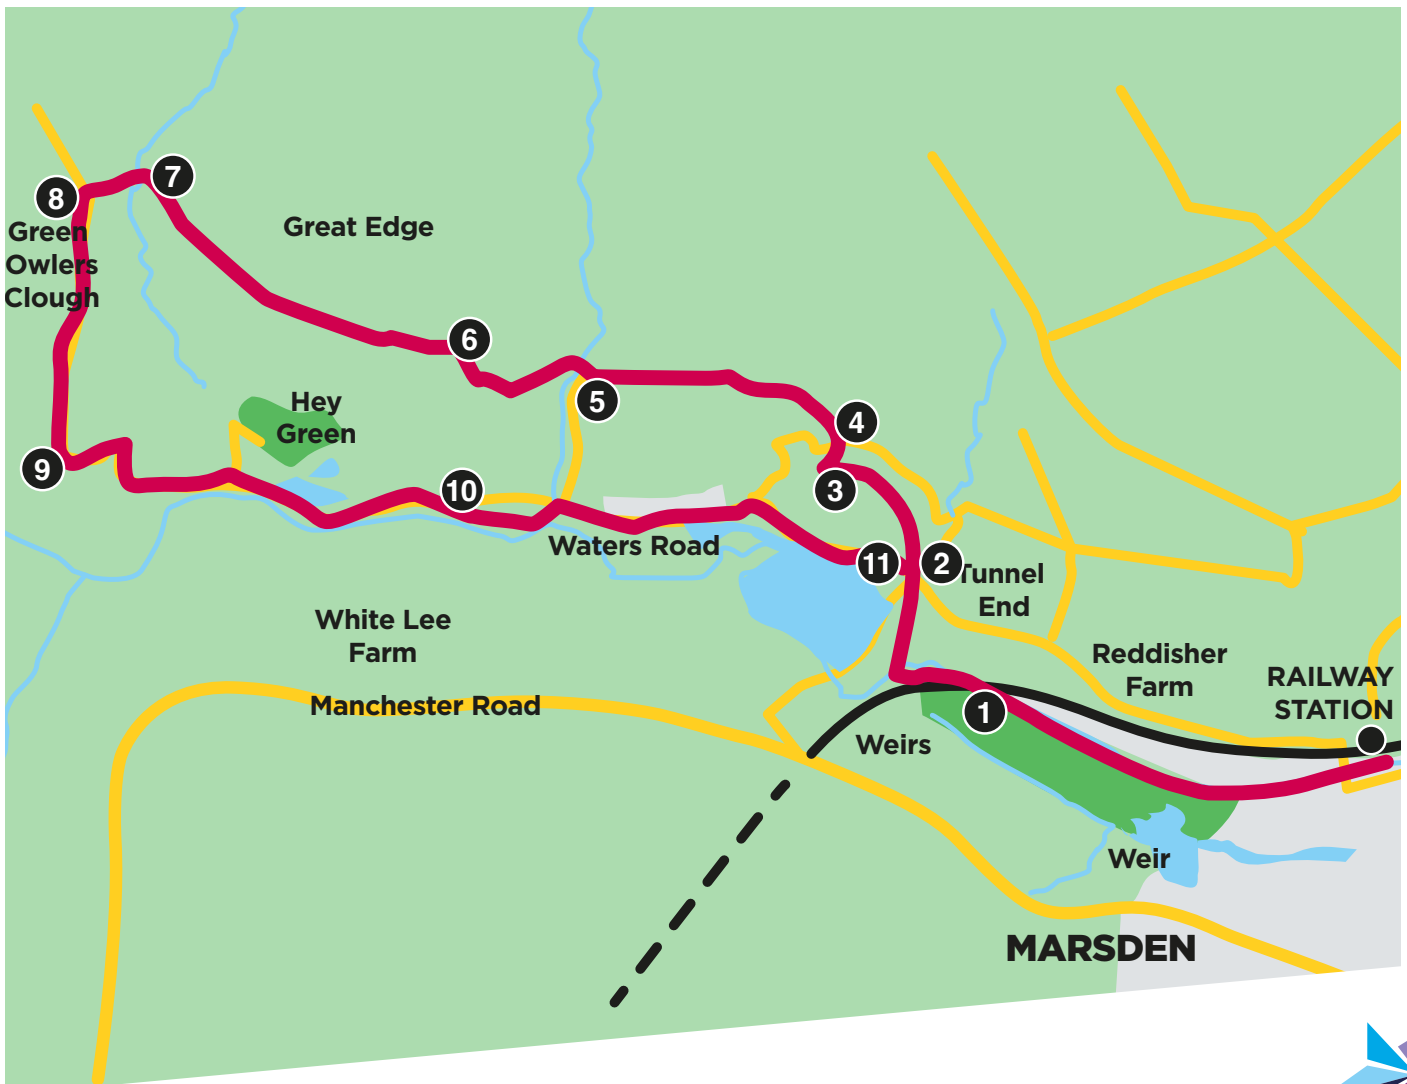 7
8
Great Edge
Green
Owlers
Clough
6
Hey
Green
5
4
9
10
3
Waters Road
11
2
Tunnel
End
White Lee
Farm
Reddisher
Farm
RAILWAY
STATION
Manchester Road
1
Weirs
Weir
MARSDEN